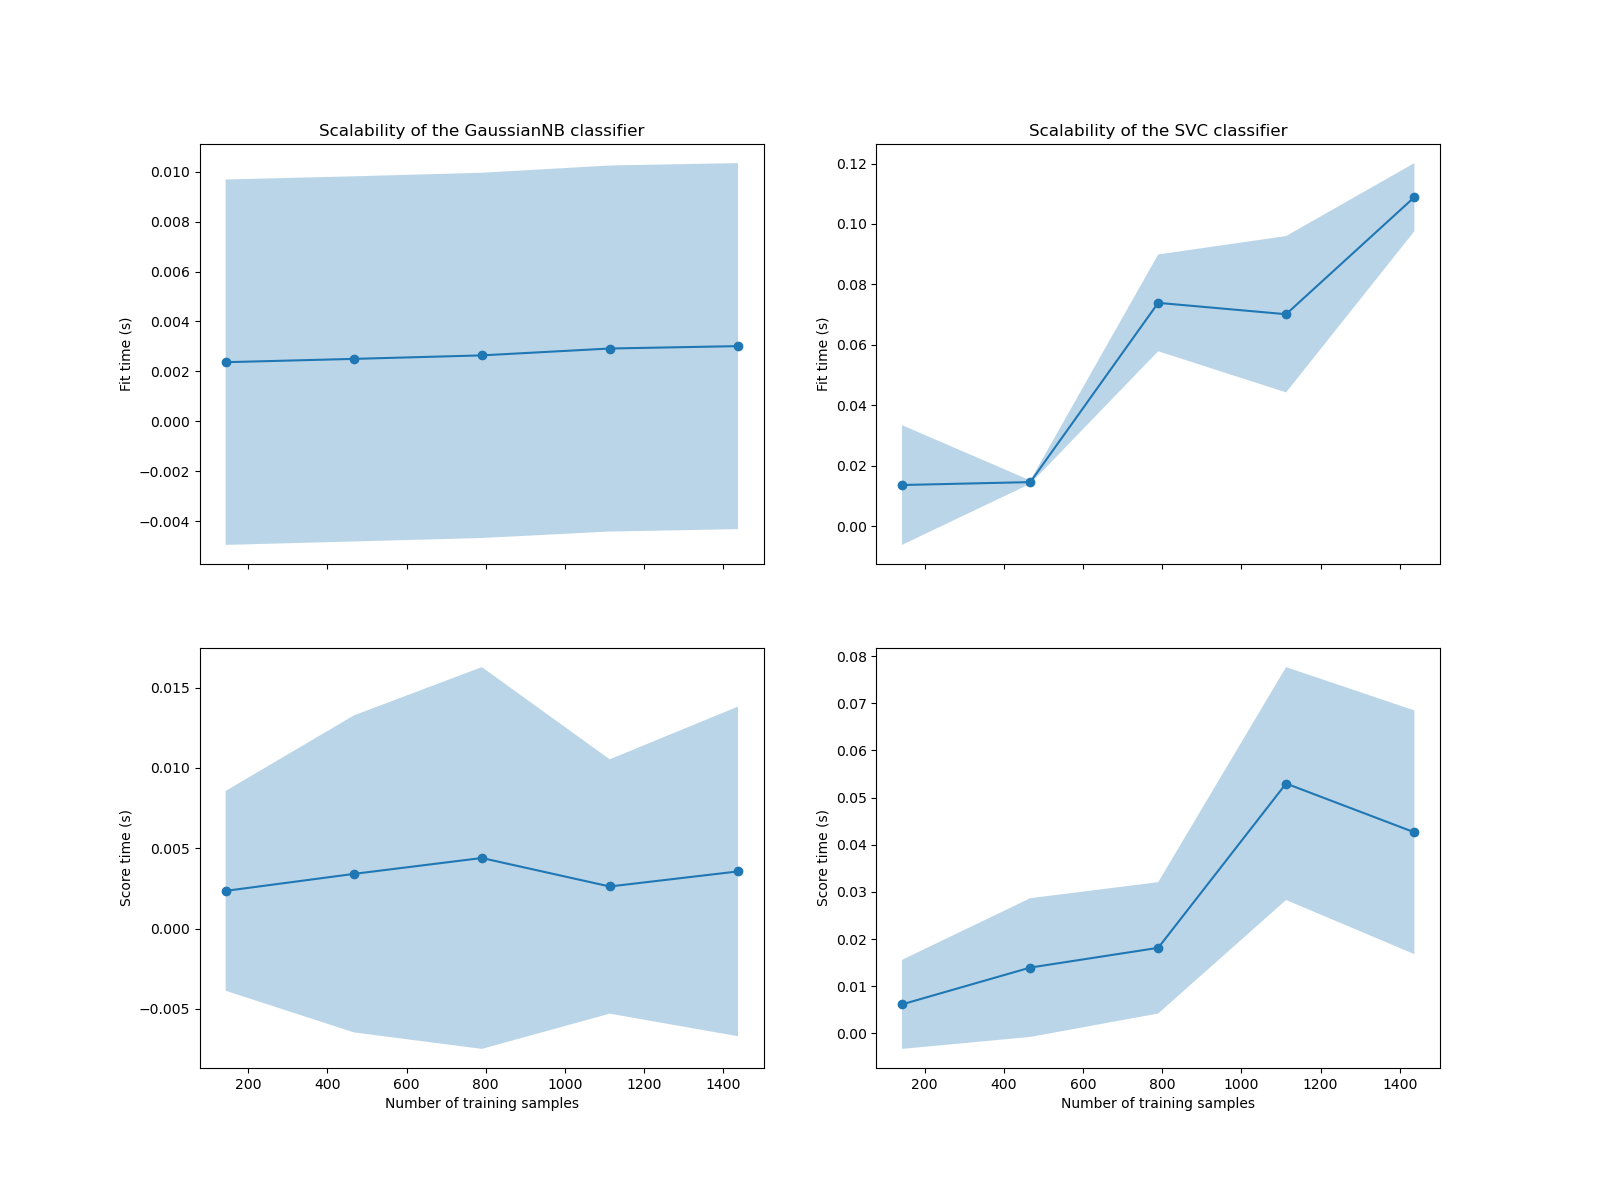 Scalability of the GaussianNB classifier
Fit time (s)
0.010
0.008
0.006
0.004
0.002
0.000
−0.002
−0.004
Scalability of the SVC classifier
Fit time (s)
0.12
0.10
0.08
0.06
0.04
0.02
0.00
Score time (s)
0.015
0.010
0.005
0.000
−0.005
200 400 600 800 1000 1200 1400
Number of training samples
Score time (s)
0.08
0.07
0.06
0.05
0.04
0.03
0.02
0.01
0.00
200 400 600 800 1000 1200 1400
Number of training samples